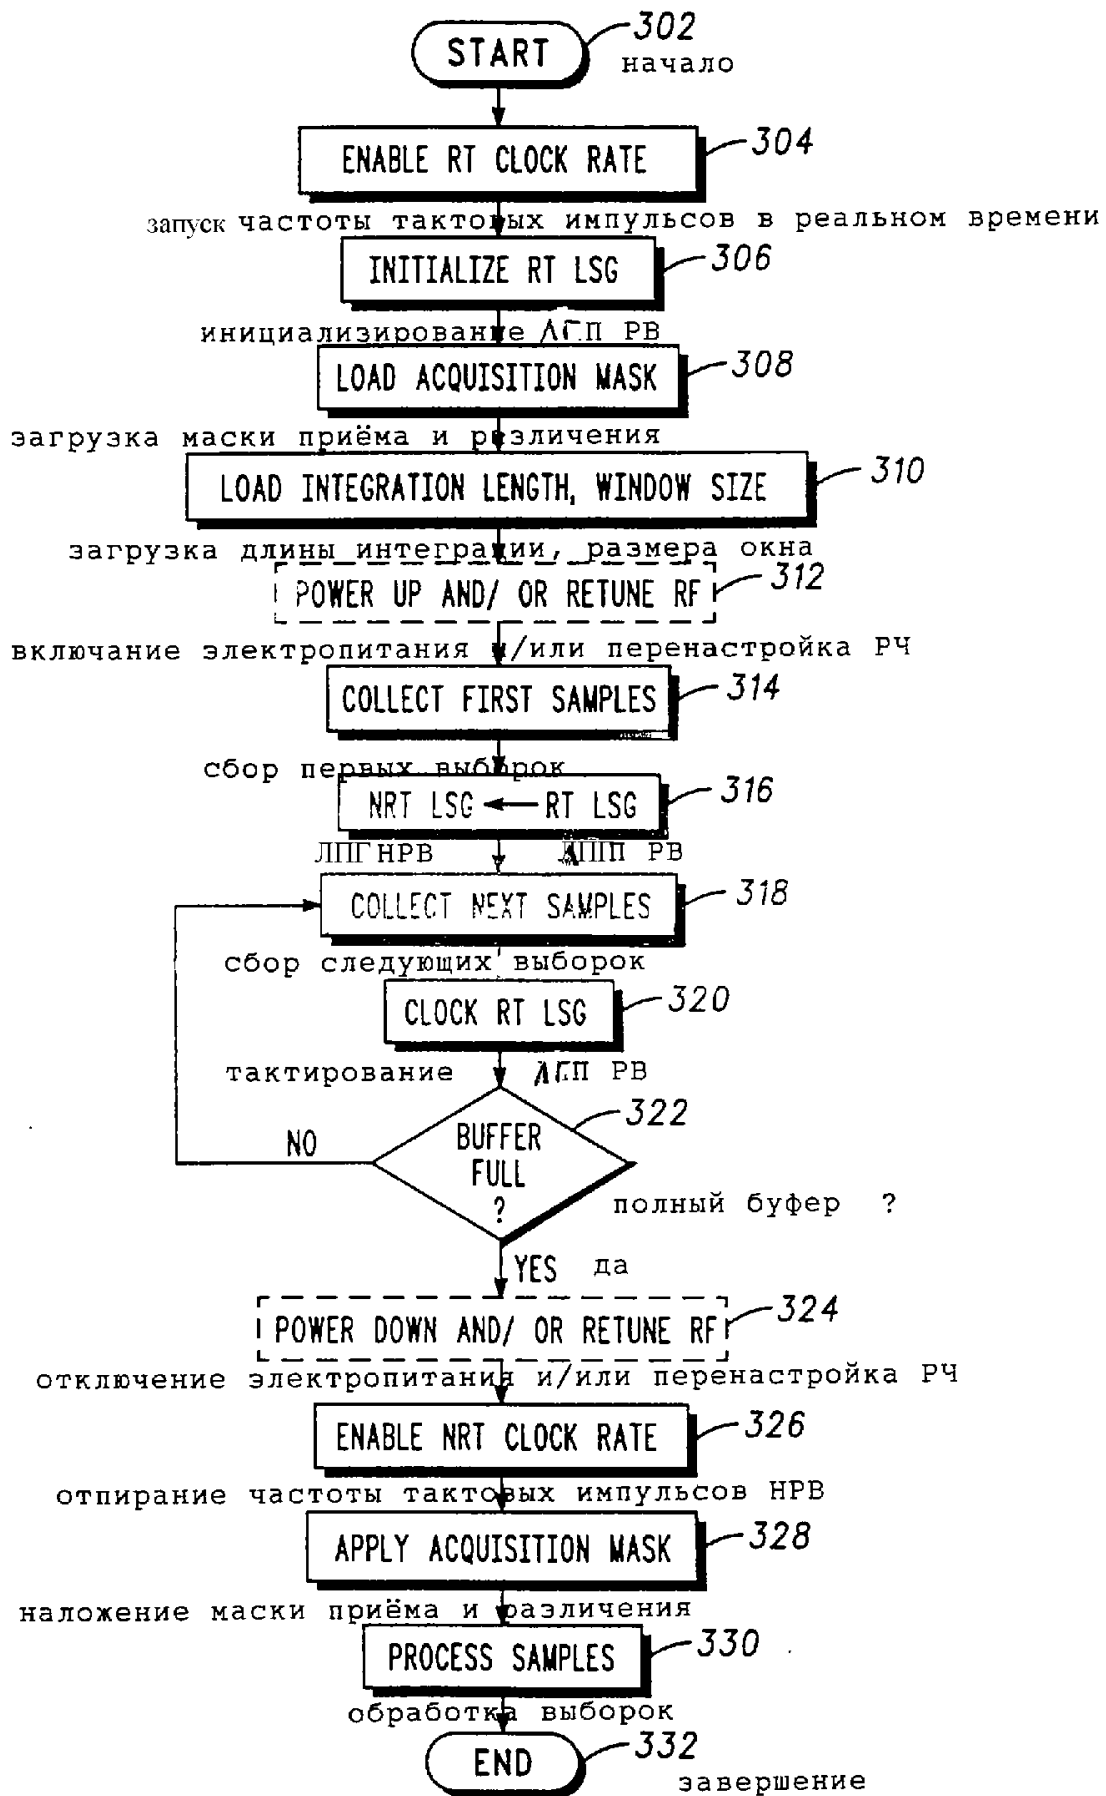 START
302
начало
ENABLE RT CLOCK RATE
304
запуск частоты тактовых импульсов в реальном времени
INITIALIZE RT LSG
306
инициализирование ЛГП РВ
LOAD ACQUISITION MASK
308
загрузка маски приёма и различения
LOAD INTEGRATION LENGTH, WINDOW SIZE
310
загрузка длины интеграции, размера окна
POWER UP AND/ OR RETUNE RF
312
включание электропитания и/или перенастройка РЧ
COLLECT FIRST SAMPLES
314
сбор первых выборок
NRT LSG ← RT LSG
316
ЛПГНРВ РВ
COLLECT NEXT SAMPLES
318
сбор следующих выборок
CLOCK RT LSG
320
тактирование ЛГП РВ
BUFFER
FULL
?
322
NO
полный буфер ?
YES да
POWER DOWN AND/ OR RETUNE RF
324
отключение электропитания и/или перенастройка РЧ
ENABLE NRT CLOCK RATE
326
отпирание частоты тактовых импульсов НРВ
APPLY ACQUISITION MASK
328
наложение маски приёма и различения
PROCESS SAMPLES
330
обработка выборок
END
332
завершение